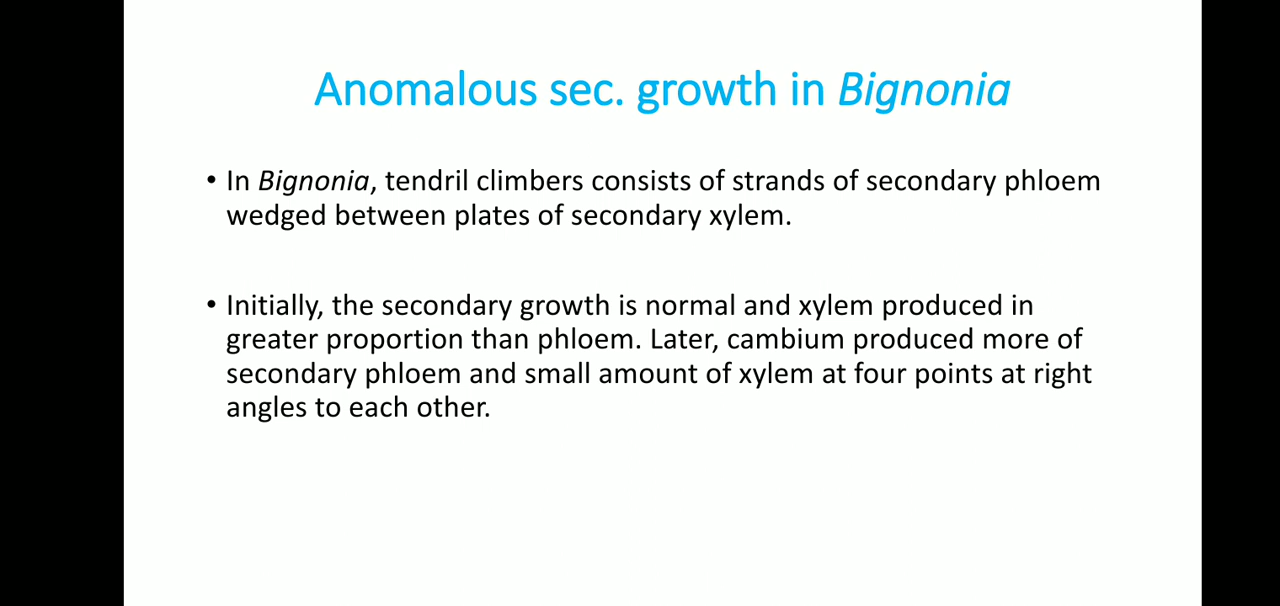 Anomalous sec. growth in Bignonia
• In Bignonia, tendril climbers consists of strands of secondary phloem
wedged between plates of secondary xylem.
• Initially, the secondary growth is normal and xylem produced in
greater proportion than phloem. Later, cambium produced more of
secondary phloem and small amount of xylem at four points at right
angles to each other.